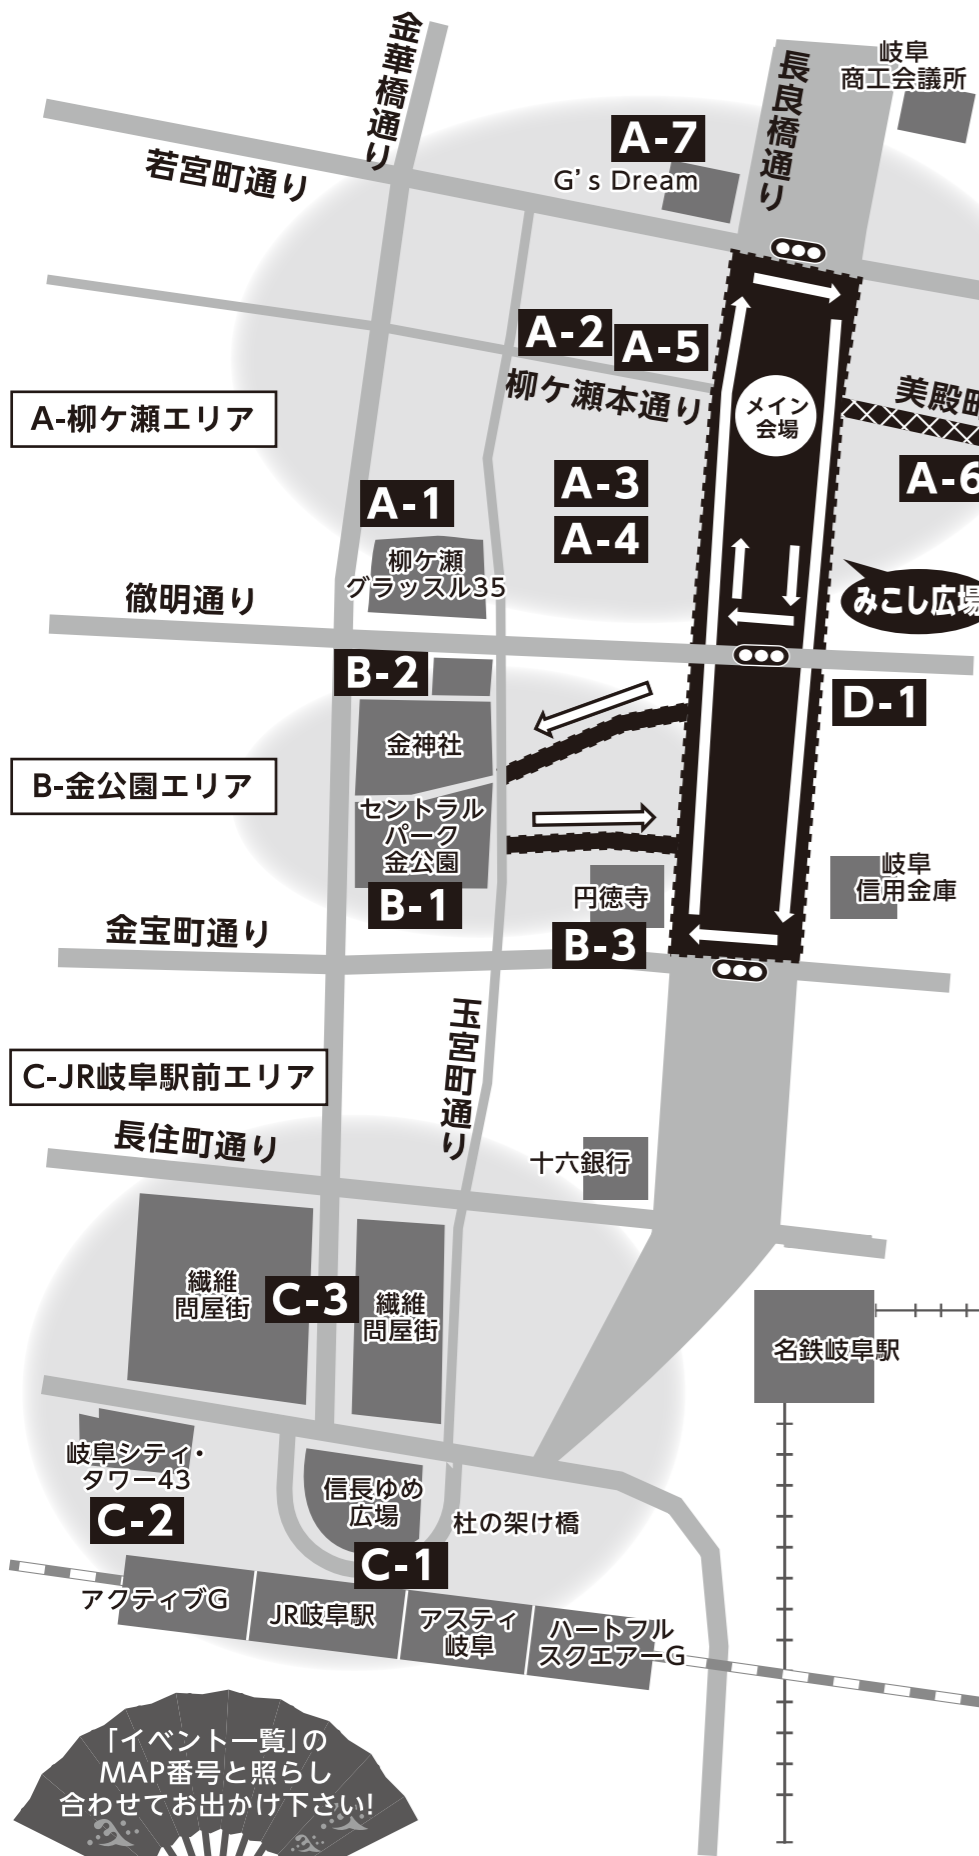 金華橋通り
長良橋通り
岐阜
商工会議所
若宮町通り
A-7
G's Dream
A-2
A-5
柳ケ瀬本通り
メイン
会場
美殿町
A-柳ケ瀬エリア
A-6
A-3
A-4
A-1
柳ケ瀬
グラッスル35
徹明通り
みこし広場
B-2
D-1
金神社
B-金公園エリア
セントラル
パーク
金公園
B-1
円徳寺
岐阜
信用金庫
金宝町通り
B-3
玉宮町通り
C-JR岐阜駅前エリア
長住町通り
十六銀行
繊維
問屋街
C-3
繊維
問屋街
名鉄岐阜駅
岐阜シティ・
タワー43
信長ゆめ
広場
C-2
杜の架け橋
C-1
アクティブG
JR岐阜駅
アスティ
岐阜
ハートフル
スクエアーG
「イベント一覧」の
MAP番号と照らし
合わせてお出かけ下さい!